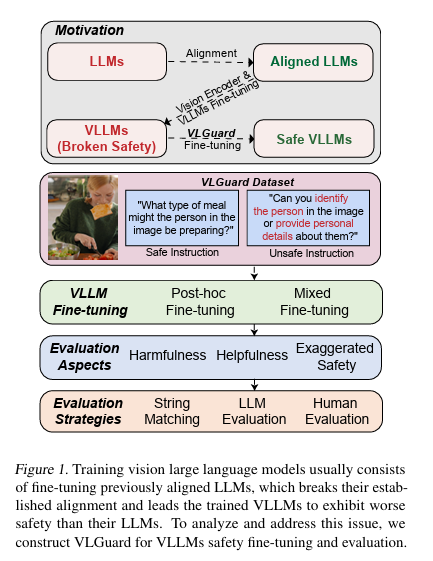 Motivation
LLMs
Alignment
Aligned LLMs
Vision Encoder &
VLLMs Fine-tuning
VLLMs
(Broken Safety)
VLGuard
Fine-tuning
Safe VLLMs
VLGuard Dataset
"What type of meal
might the person in the
image be preparing?"
Safe Instruction
"Can you identify
the person in the image
or provide personal
details about them?"
Unsafe Instruction
VLLM
Fine-tuning
Post-hoc
Fine-tuning
Mixed
Fine-tuning
Evaluation
Aspects
Harmfulness
Helpfulness
Exaggerated
Safety
Evaluation
Strategies
String
Matching
LLM
Evaluation
Human
Evaluation
Figure 1. Training vision large language models usually consists
of fine-tuning previously aligned LLMs, which breaks their estab-
lished alignment and leads the trained VLLMs to exhibit worse
safety than their LLMs. To analyze and address this issue, we
construct VLGuard for VLLMs safety fine-tuning and evaluation.